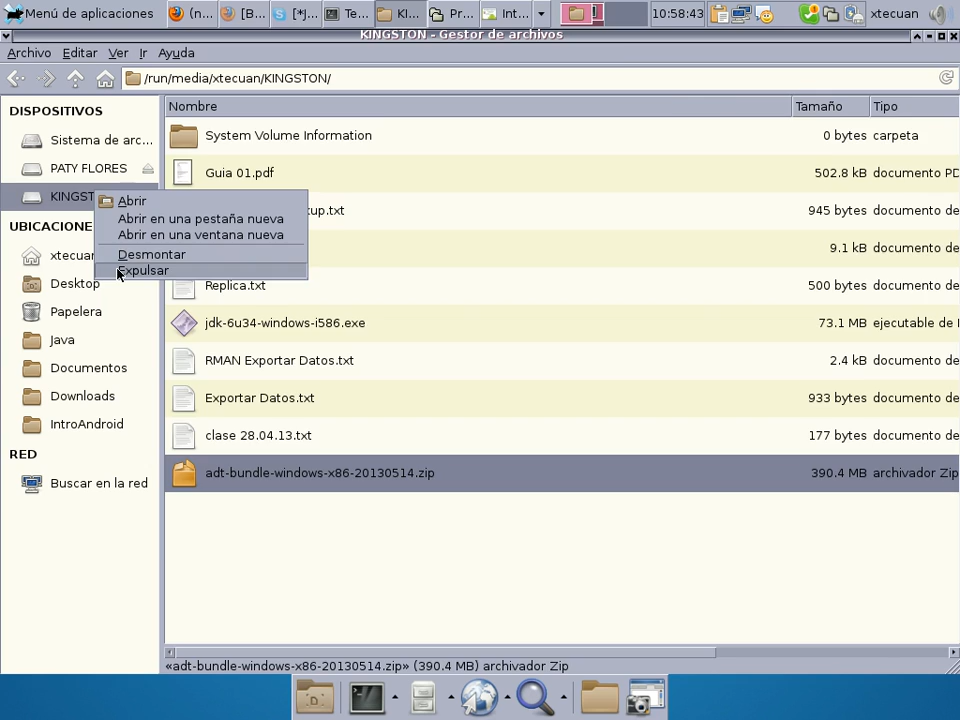 Menú de aplicaciones (n... [B... [*J... Te... KI... Pr... Int... 10:58:43 xtecuan
KINGSTON - Gestor de archivos
Archivo Editar Ver Ir Ayuda
/run/media/xtecuan/KINGSTON/
DISPOSITIVOS
Sistema de arc...
PATY FLORES
KINGST
UBICACIONE
xtecuan
Desktop
Papelera
Java
Documentos
Downloads
IntroAndroid
RED
Buscar en la red
Abrir
Abrir en una pestaña nueva
Abrir en una ventana nueva
Desmontar
Expulsar
Nombre Tamaño Tipo
System Volume Information 0 bytes carpeta
Guia 01.pdf 502.8 kB documento PD
tup.txt 945 bytes documento de
9.1 kB documento de
Replica.txt 500 bytes documento de
jdk-6u34-windows-i586.exe 73.1 MB ejecutable de
RMAN Exportar Datos.txt 2.4 kB documento de
Exportar Datos.txt 933 bytes documento de
clase 28.04.13.txt 177 bytes documento de
adt-bundle-windows-x86-20130514.zip 390.4 MB archivador Zip
«adt-bundle-windows-x86-20130514.zip» (390.4 MB) archivador Zip